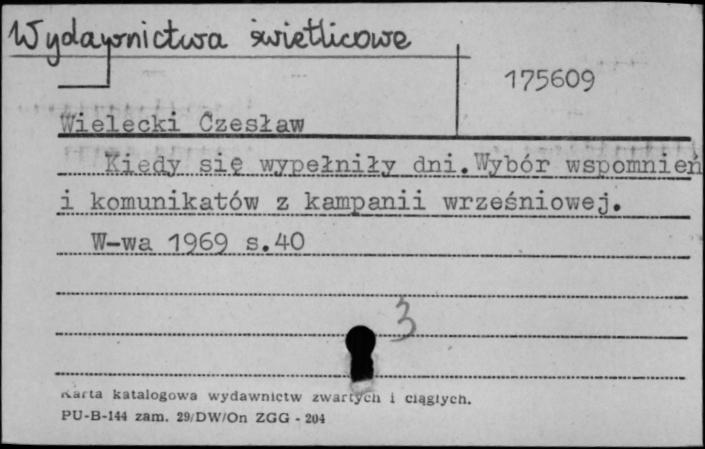 Wydawnictwa świetlicowe
175609
Wielecki Czesław
Kiedy się wypełniły dni.Wybór wspomnień
i komunikatów z kampanii wrześniowej.
W-wa 1969 s.40
3
Karta katalogowa wydawnictw zwartych i ciągłych.
PU-B-144 zam. 29/DW/On ZGG - 204